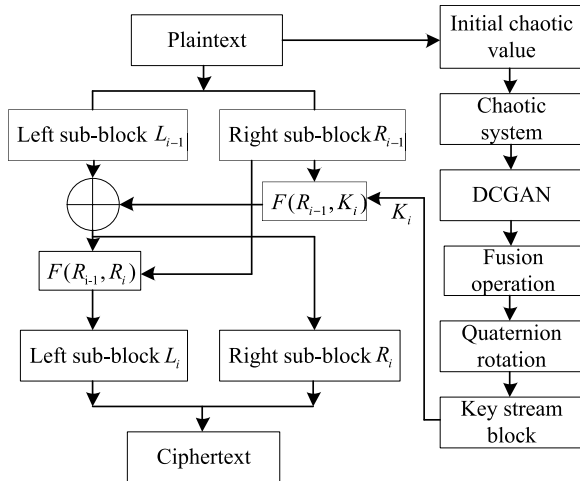 Plaintext
Initial chaotic
value
Left sub-block L_{i-1}
Right sub-block R_{i-1}
Chaotic
system
F(R_{i-1}, K_i)
K_i
DCGAN
F(R_{i-1}, R_i)
Fusion
operation
Left sub-block L_i
Right sub-block R_i
Quaternion
rotation
Key stream
block
Ciphertext